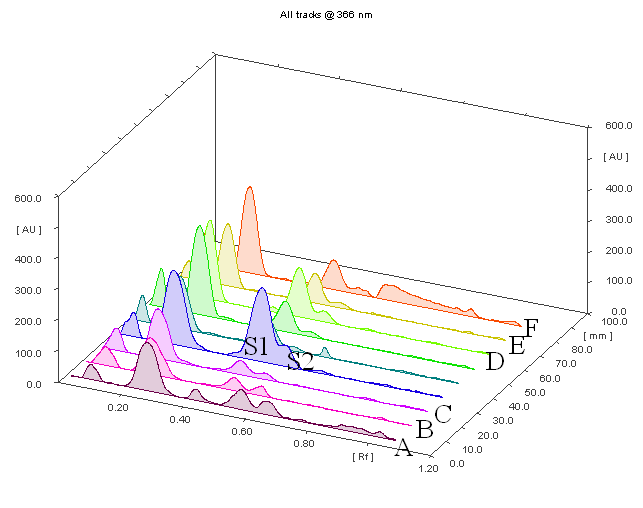 All tracks @ 366 nm
600.0
[ AU ]
400.0
300.0
200.0
100.0
0.0
600.0
[ AU ]
400.0
300.0
200.0
100.0
0.0
100.0
[ mm ]
80.0
70.0
60.0
50.0
40.0
30.0
20.0
10.0
0.0
0.20
0.40
0.60
0.80
[ Rf ]
1.20
S1
S2
A
B
C
D
E
F